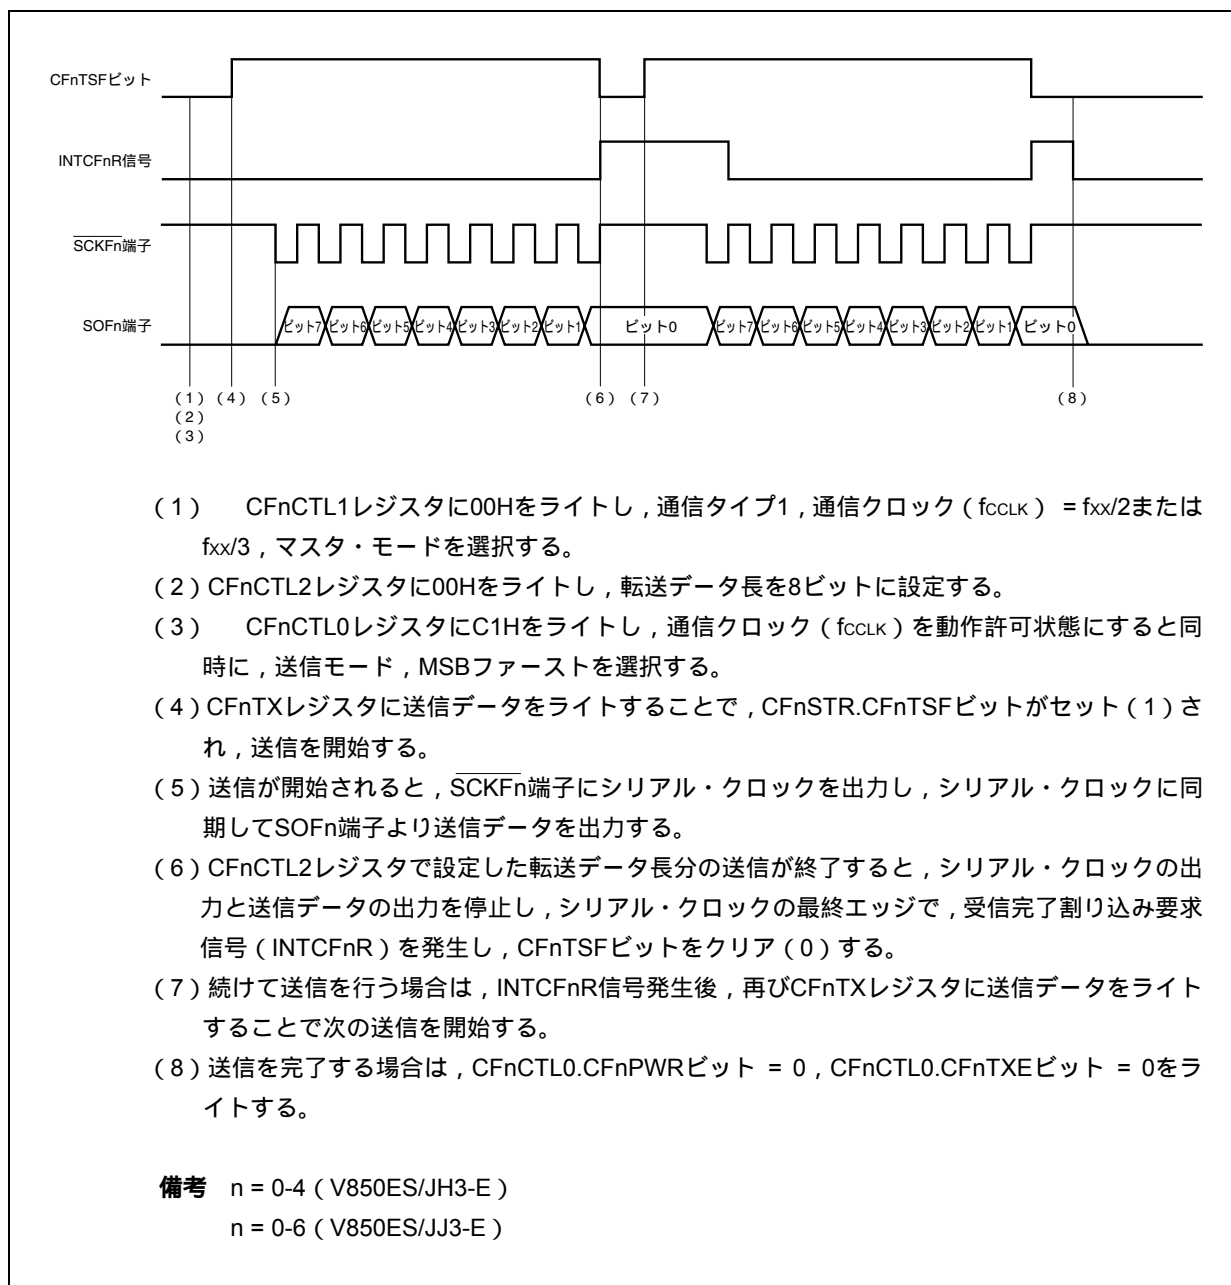 CFnTSFビット
INTCFnR信号
SCKFn端子
SOFn端子
ビット7 ビット6 ビット5 ビット4 ビット3 ビット2 ビット1 ビット0 ビット7 ビット6 ビット5 ビット4 ビット3 ビット2 ビット1 ビット0
（1）（4）（5）（6）（7）（8）
（2）
（3）
（1） CFnCTL1レジスタに00Hをライトし，通信タイプ1，通信クロック（fCCLK） = fXX/2または
fXX/3，マスタ・モードを選択する。
（2）CFnCTL2レジスタに00Hをライトし，転送データ長を8ビットに設定する。
（3） CFnCTL0レジスタにC1Hをライトし，通信クロック（fCCLK）を動作許可状態にすると同
時に，送信モード，MSBファーストを選択する。
（4）CFnTXレジスタに送信データをライトすることで，CFnSTR.CFnTSFビットがセット（1）さ
れ，送信を開始する。
（5）送信が開始されると，SCKFn端子にシリアル・クロックを出力し，シリアル・クロックに同
期してSOFn端子より送信データを出力する。
（6）CFnCTL2レジスタで設定した転送データ長分の送信が終了すると，シリアル・クロックの出
力と送信データの出力を停止し，シリアル・クロックの最終エッジで，受信完了割り込み要求
信号（INTCFnR）を発生し，CFnTSFビットをクリア（0）する。
（7）続けて送信を行う場合は，INTCFnR信号発生後，再びCFnTXレジスタに送信データをライト
することで次の送信を開始する。
（8）送信を完了する場合は，CFnCTL0.CFnPWRビット = 0，CFnCTL0.CFnTXEビット = 0をラ
イトする。
備考 n = 0-4（V850ES/JH3-E）
n = 0-6（V850ES/JJ3-E）